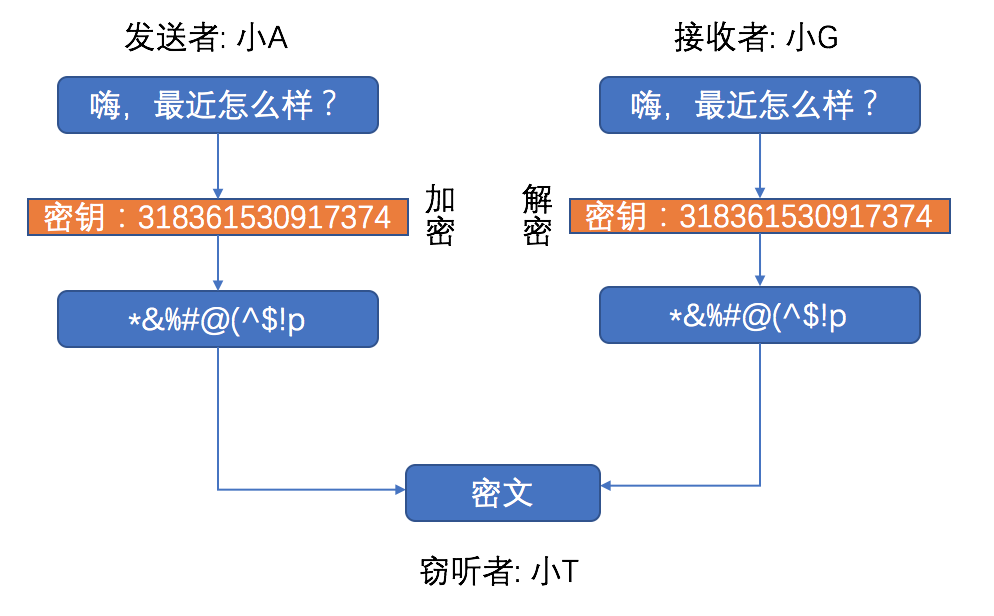 发送者: 小A
接收者: 小G
嗨，最近怎么样？
嗨，最近怎么样？
密钥：318361530917374
加密
解密
密钥：318361530917374
*&%#@(^$!p
*&%#@(^$!p
密文
窃听者: 小T